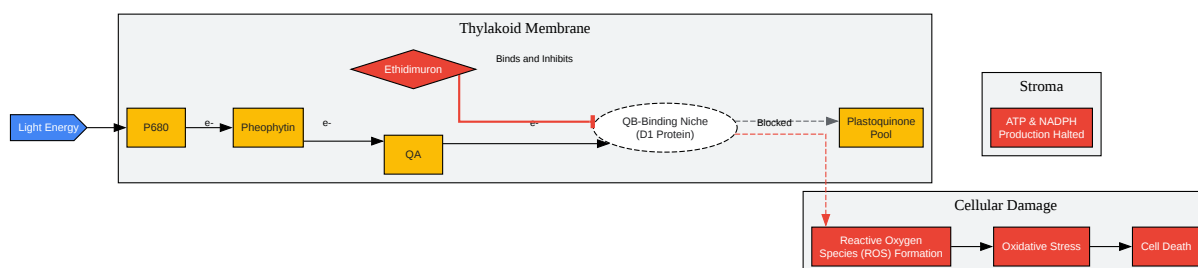 Thylakoid Membrane
Ethidimuron
Binds and Inhibits
Stroma
Light Energy
P680
e-
Pheophytin
e-
QA
e-
QB-Binding Niche
(D1 Protein)
Blocked
Plastoquinone
Pool
ATP & NADPH
Production Halted
Cellular Damage
Reactive Oxygen
Species (ROS) Formation
Oxidative Stress
Cell Death